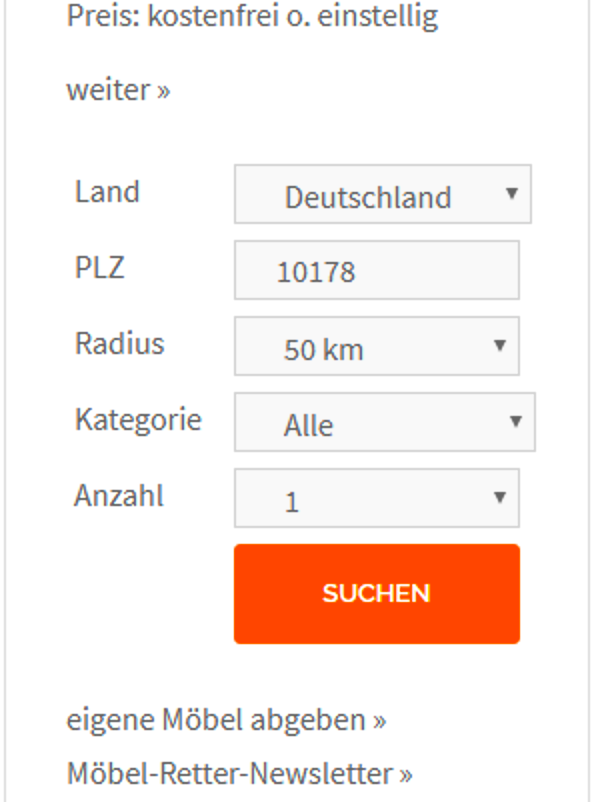 Preis: kostenfrei o. einstellig
weiter »
Land Deutschland
PLZ 10178
Radius 50 km
Kategorie Alle
Anzahl 1
SUCHEN
eigene Möbel abgeben »
Möbel-Retter-Newsletter »